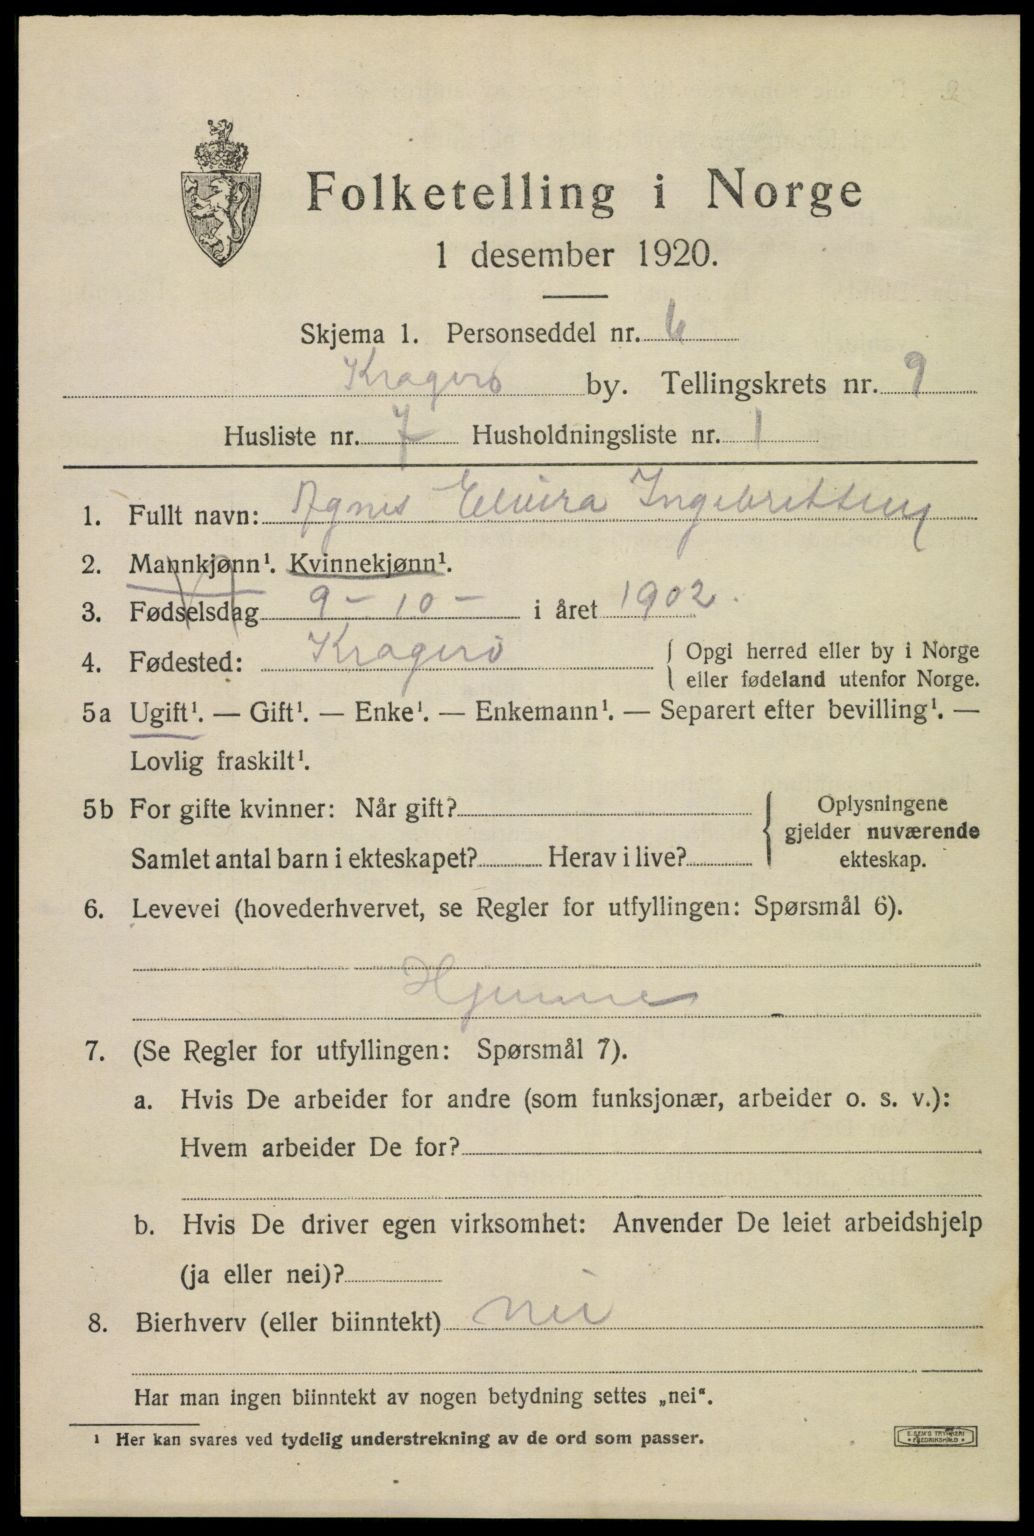 Folketelling i Norge
1 desember 1920.
Skjema 1. Personseddel nr. 6
Kragerø by. Tellingskrets nr. 9
Husliste nr. 7 Husholdningsliste nr. 1
1. Fullt navn: Agnes Elvira Ingebrettsen
2. Mannkjønn¹. Kvinnekjønn¹.
3. Fødselsdag 9 - 10 - i året 1902.
4. Fødested: Kragerö { Opgi herred eller by i Norge
eller fødeland utenfor Norge.
5a Ugift¹. — Gift¹. — Enke¹. — Enkemann¹. — Separert efter bevilling¹. —
Lovlig fraskilt¹.
5b For gifte kvinner: Når gift? { Oplysningene
gjelder nuværende
Samlet antal barn i ekteskapet? Herav i live? ekteskap.
6. Levevei (hovederhvervet, se Regler for utfyllingen: Spørsmål 6).
Hjemme
7. (Se Regler for utfyllingen: Spørsmål 7).
a. Hvis De arbeider for andre (som funksjonær, arbeider o. s. v.):
Hvem arbeider De for?
b. Hvis De driver egen virksomhet: Anvender De leiet arbeidshjelp
(ja eller nei)?
8. Bierhverv (eller biinntekt) nei
Har man ingen biinntekt av nogen betydning settes „nei“.
¹ Her kan svares ved tydelig understrekning av de ord som passer.